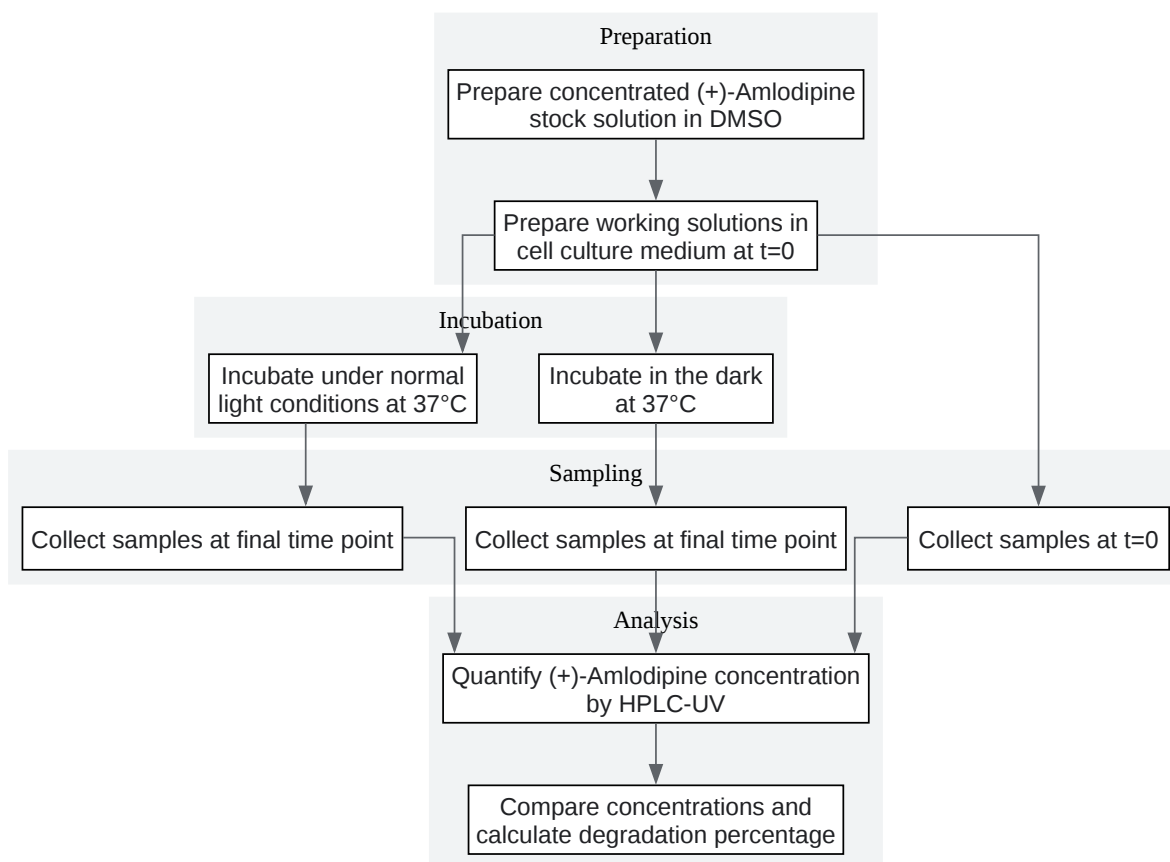 Preparation
Prepare concentrated (+)-Amlodipine
stock solution in DMSO
Prepare working solutions in
cell culture medium at t=0
Incubation
Incubate under normal
light conditions at 37°C
Incubate in the dark
at 37°C
Sampling
Collect samples at final time point
Collect samples at final time point
Collect samples at t=0
Analysis
Quantify (+)-Amlodipine concentration
by HPLC-UV
Compare concentrations and
calculate degradation percentage